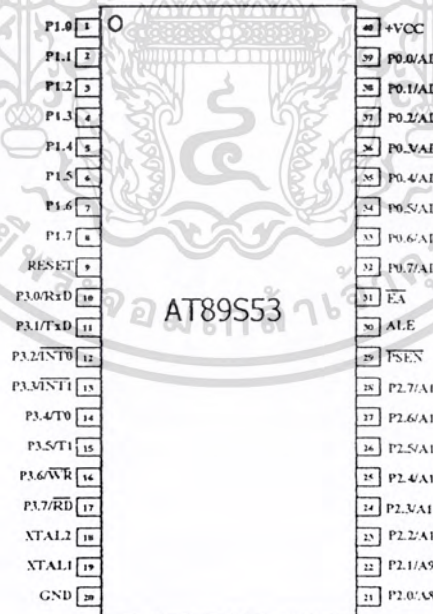 P1.0 1
P1.1 2
P1.2 3
P1.3 4
P1.4 5
P1.5 6
P1.6 7
P1.7 8
RESET 9
P3.0/RxD 10
P3.1/TxD 11
P3.2/INT0 12
P3.3/INT1 13
P3.4/T0 14
P3.5/T1 15
P3.6/WR 16
P3.7/RD 17
XTAL2 18
XTAL1 19
GND 20
AT89S53
40 +VCC
39 P0.0/AD
38 P0.1/AD
37 P0.2/AD
36 P0.3/AD
35 P0.4/AD
34 P0.5/AD
33 P0.6/AD
32 P0.7/AD
31 EA
30 ALE
29 PSEN
28 P2.7/A1
27 P2.6/A1
26 P2.5/A1
25 P2.4/A1
24 P2.3/A1
23 P2.2/A1
22 P2.1/A9
21 P2.0/A8